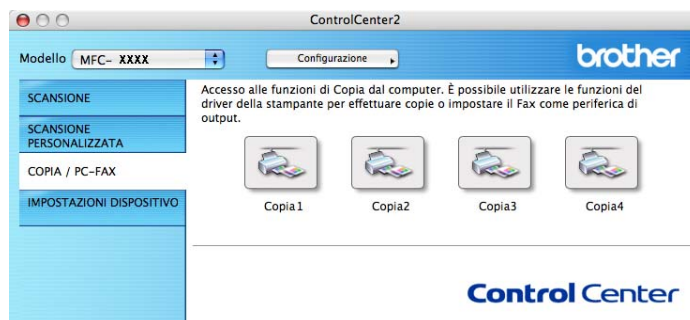 ControlCenter2
Modello MFC- XXXX Configurazione brother
SCANSIONE
SCANSIONE
PERSONALIZZATA
COPIA / PC-FAX
IMPOSTAZIONI DISPOSITIVO
Accesso alle funzioni di Copia dal computer. È possibile utilizzare le funzioni del
driver della stampante per effettuare copie o impostare il Fax come periferica di
output.
Copia1 Copia2 Copia3 Copia4
Control Center